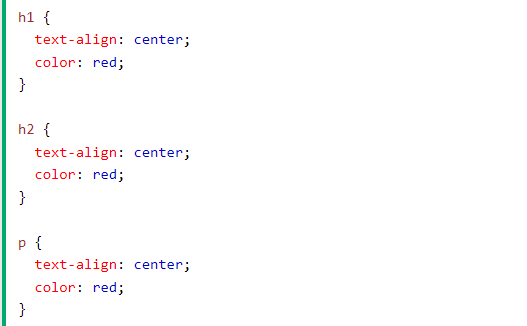 h1 {
  text-align: center;
  color: red;
}

h2 {
  text-align: center;
  color: red;
}

p {
  text-align: center;
  color: red;
}